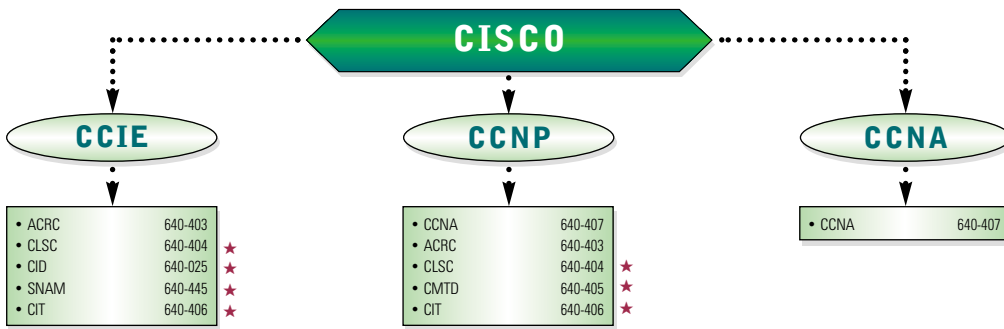 CISCO
CCIE
CCNP
CCNA
• ACRC 640-403
• CLSC 640-404 ★
• CID 640-025 ★
• SNAM 640-445 ★
• CIT 640-406 ★
• CCNA 640-407
• ACRC 640-403
• CLSC 640-404 ★
• CMTD 640-405 ★
• CIT 640-406 ★
• CCNA 640-407